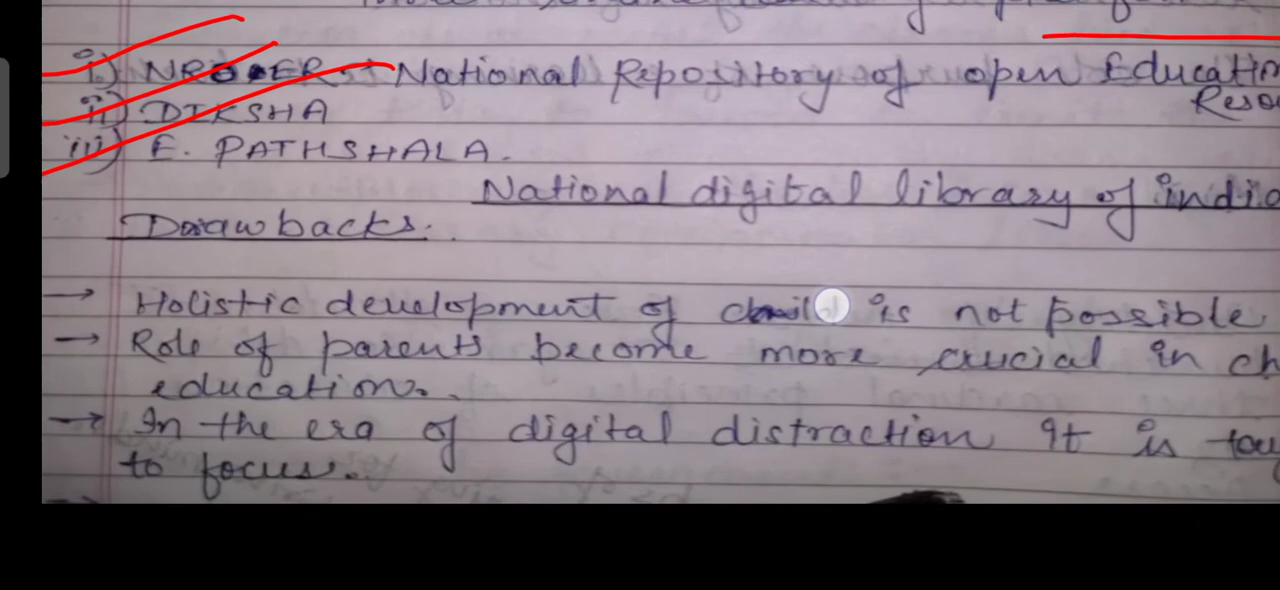 i) NROER → National Repository of open Educatio
Reso
ii) DIKSHA
iii) E. PATHSHALA.
National digital library of india
Drawbacks.
→ Holistic development of child is not possible
→ Role of parents become more crucial in ch
education.
→ In the era of digital distraction It is tou
to focus.